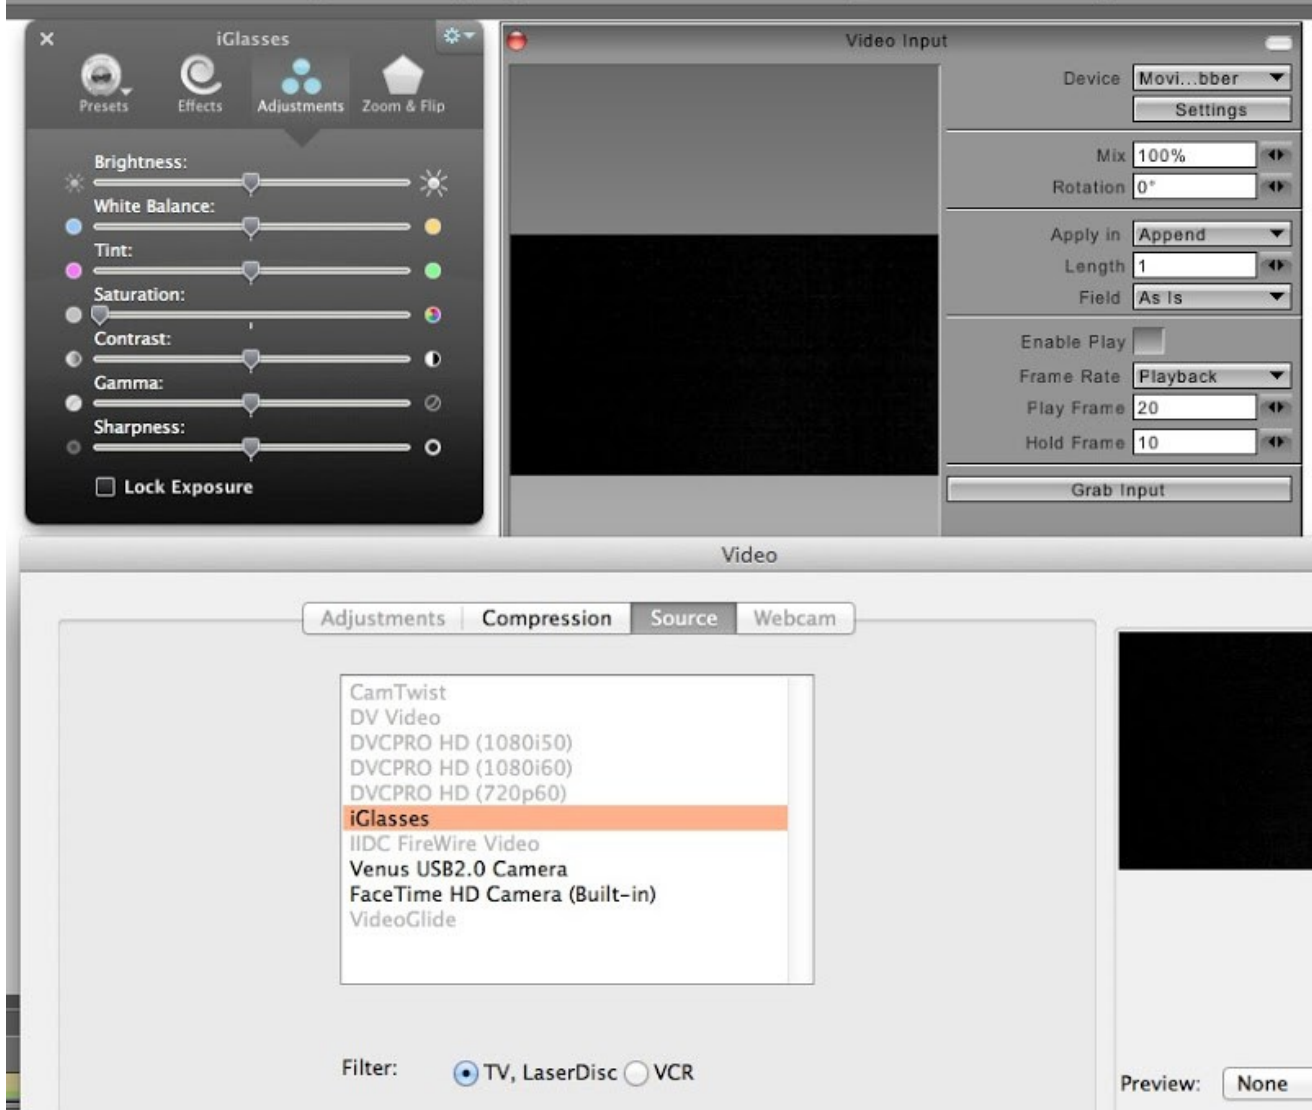 iGlasses
Presets
Effects
Adjustments
Zoom & Flip
Brightness:
White Balance:
Tint:
Saturation:
Contrast:
Gamma:
Sharpness:
Lock Exposure
Video Input
Device Movi...bber
Settings
Mix 100%
Rotation 0°
Apply in Append
Length 1
Field As Is
Enable Play
Frame Rate Playback
Play Frame 20
Hold Frame 10
Grab Input
Video
Adjustments
Compression
Source
Webcam
CamTwist
DV Video
DVCPRO HD (1080i50)
DVCPRO HD (1080i60)
DVCPRO HD (720p60)
iGlasses
IIDC FireWire Video
Venus USB2.0 Camera
FaceTime HD Camera (Built-in)
VideoGlide
Filter: TV, LaserDisc VCR
Preview: None